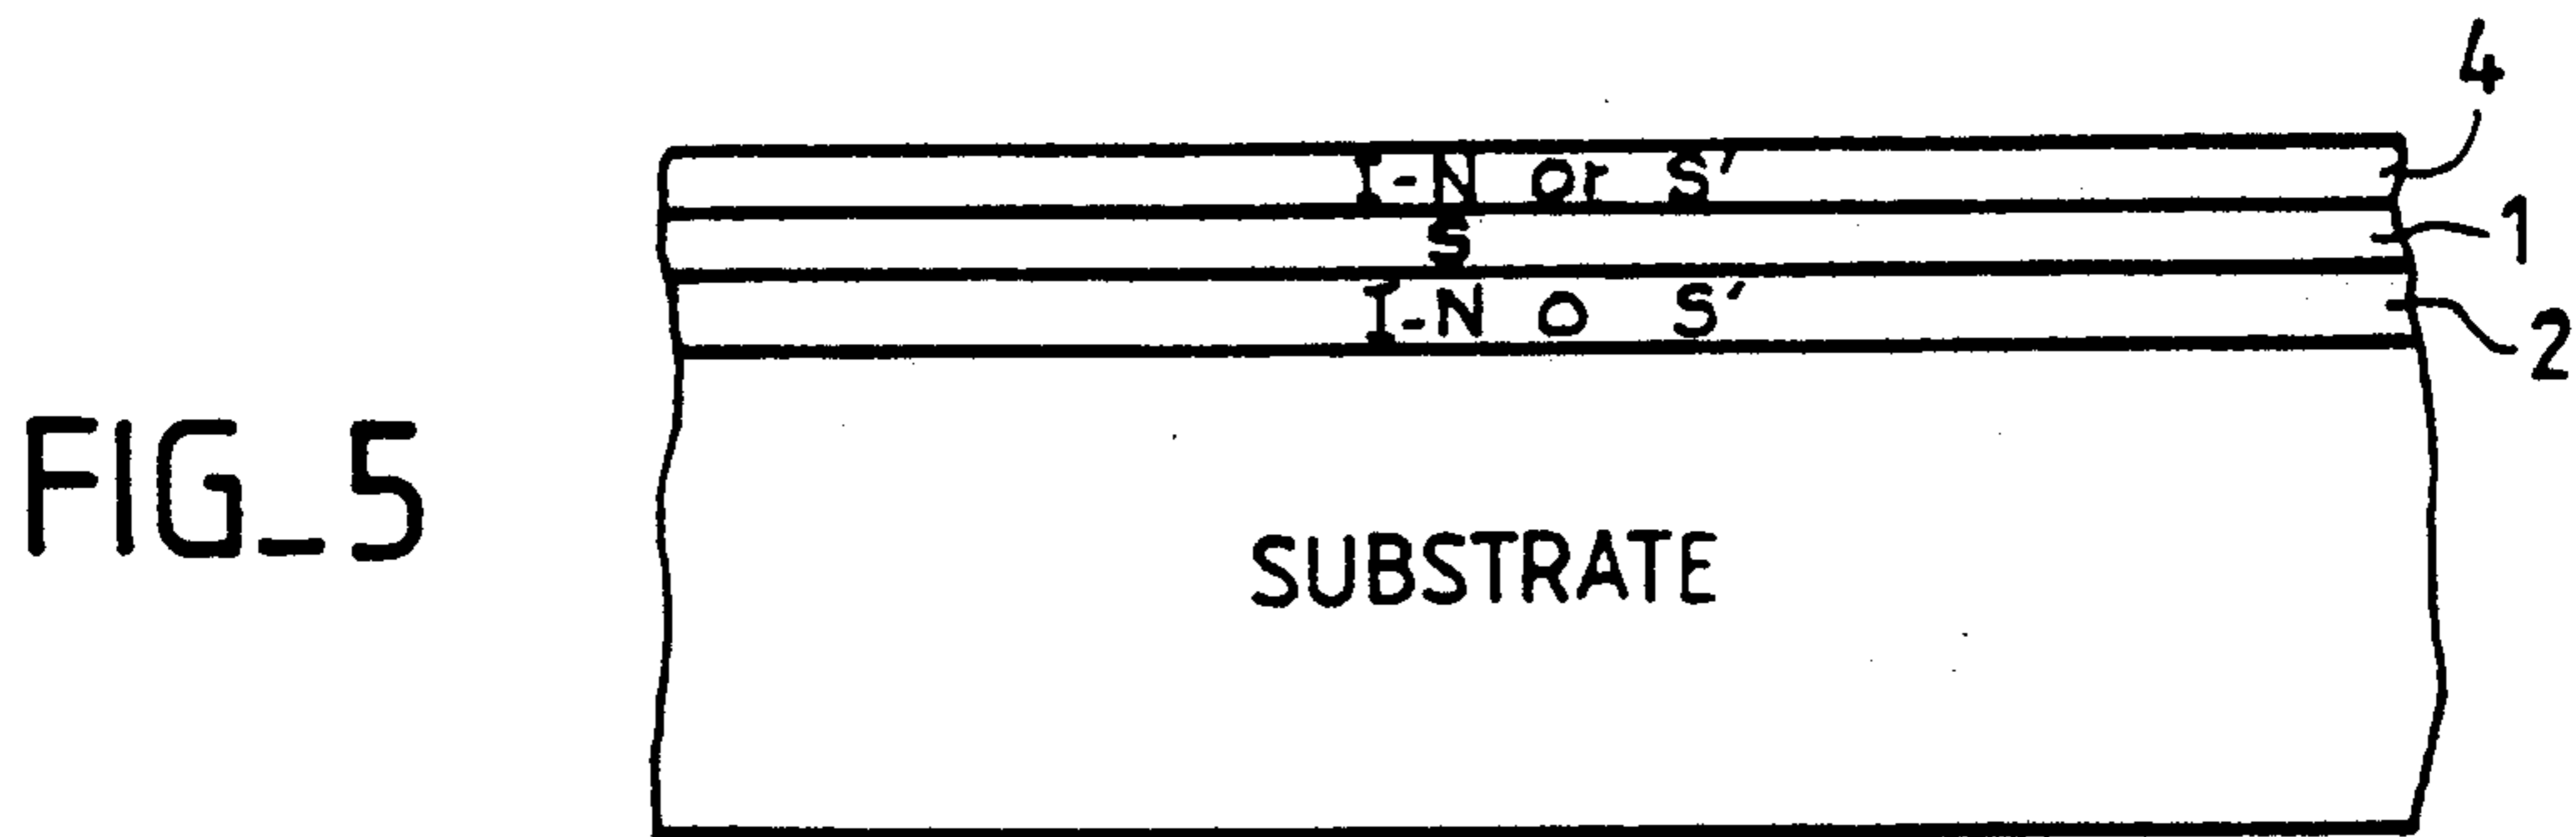 4
I-N or S'
1
S
I-N O S'
2
FIG_5
SUBSTRATE